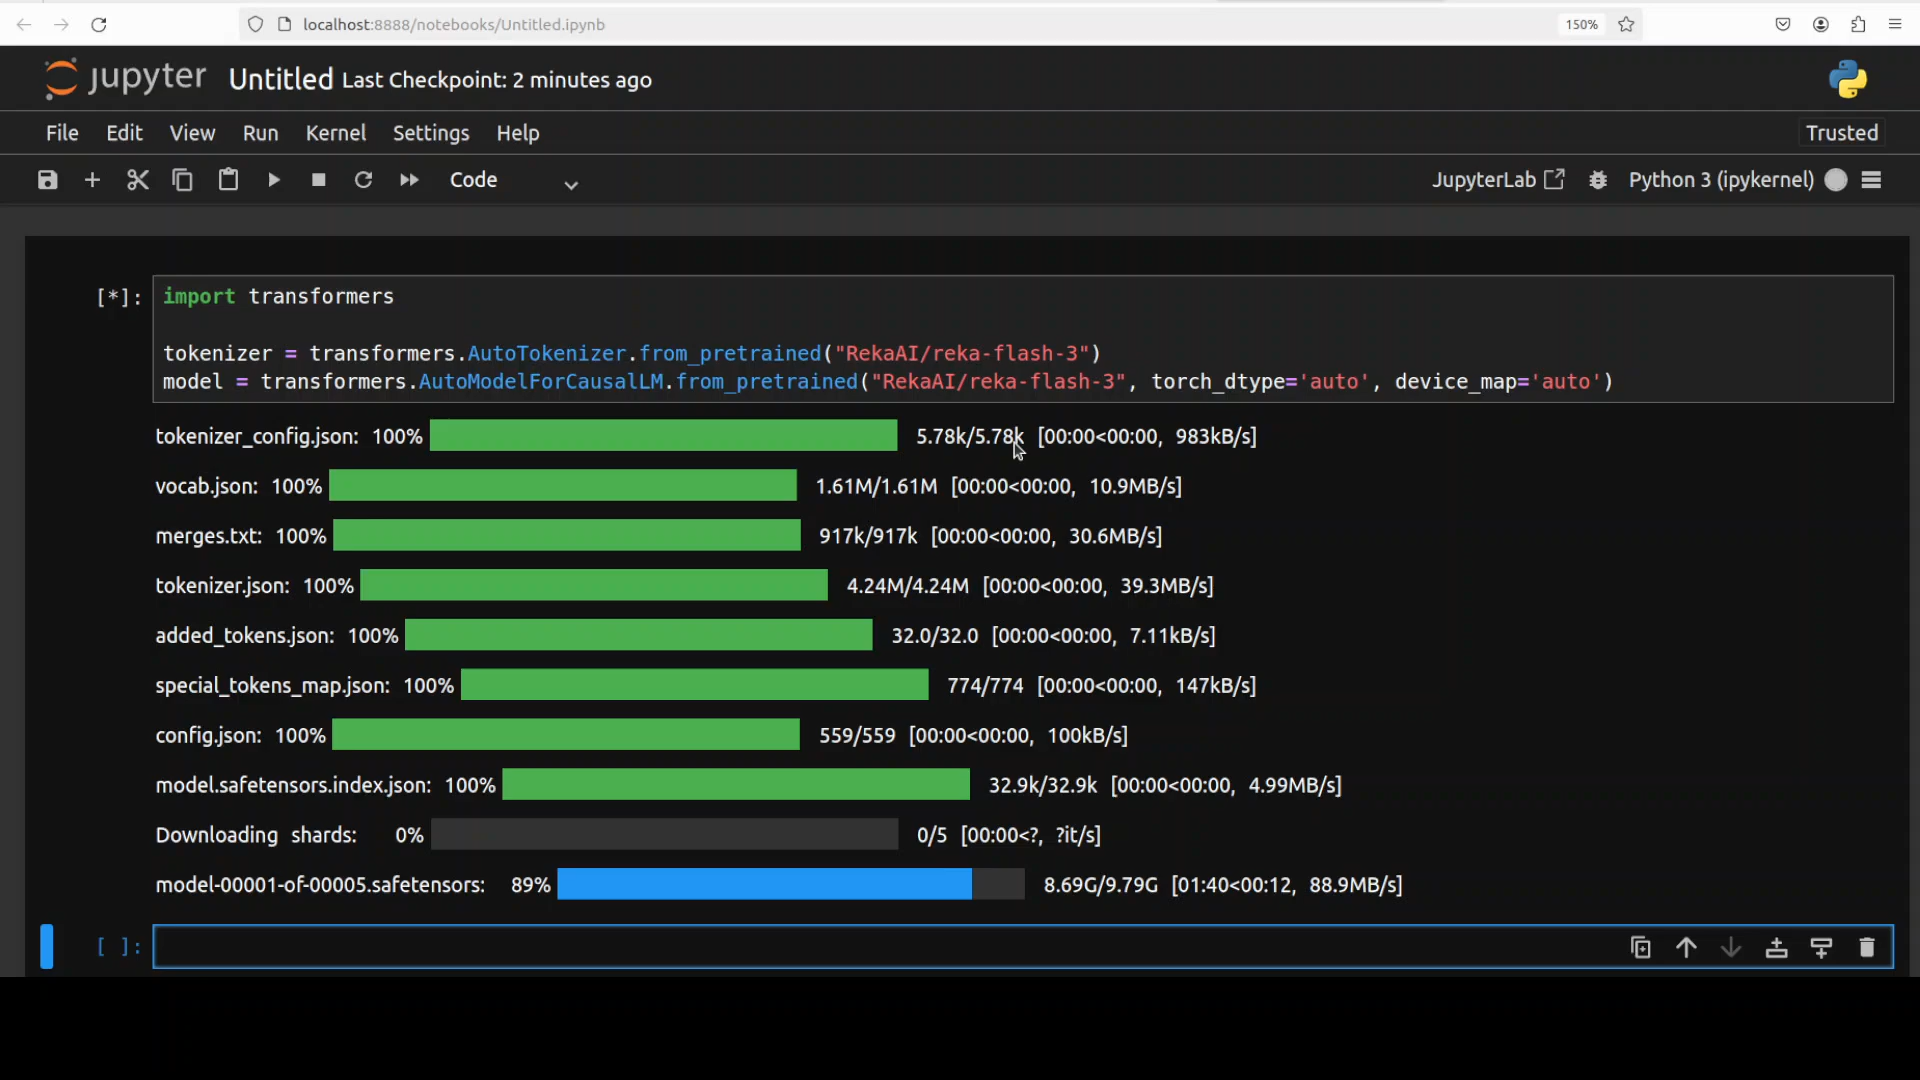 localhost:8888/notebooks/Untitled.ipynb 150%
jupyter Untitled Last Checkpoint: 2 minutes ago
File Edit View Run Kernel Settings Help Trusted
Code JupyterLab Python 3 (ipykernel)
[*]: import transformers
tokenizer = transformers.AutoTokenizer.from_pretrained("RekaAI/reka-flash-3")
model = transformers.AutoModelForCausalLM.from_pretrained("RekaAI/reka-flash-3", torch_dtype='auto', device_map='auto')
tokenizer_config.json: 100% 5.78k/5.78k [00:00<00:00, 983kB/s]
vocab.json: 100% 1.61M/1.61M [00:00<00:00, 10.9MB/s]
merges.txt: 100% 917k/917k [00:00<00:00, 30.6MB/s]
tokenizer.json: 100% 4.24M/4.24M [00:00<00:00, 39.3MB/s]
added_tokens.json: 100% 32.0/32.0 [00:00<00:00, 7.11kB/s]
special_tokens_map.json: 100% 774/774 [00:00<00:00, 147kB/s]
config.json: 100% 559/559 [00:00<00:00, 100kB/s]
model.safetensors.index.json: 100% 32.9k/32.9k [00:00<00:00, 4.99MB/s]
Downloading shards: 0% 0/5 [00:00<?, ?it/s]
model-00001-of-00005.safetensors: 89% 8.69G/9.79G [01:40<00:12, 88.9MB/s]
[ ]: